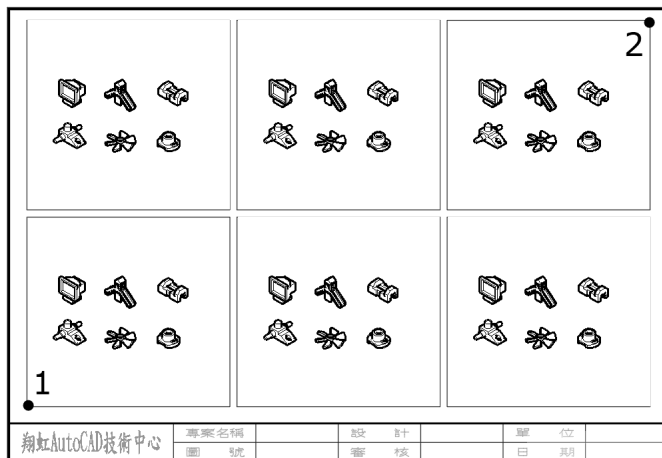 2
1
翔虹AutoCAD技術中心
專案名稱
設 計
單 位
圖 號
審 核
日 期